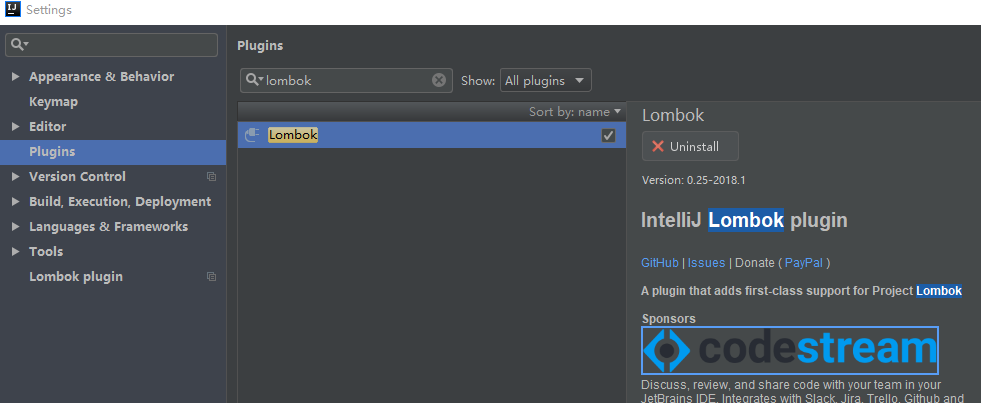 Settings
Plugins
lombok
Show: All plugins
Appearance & Behavior
Keymap
Editor
Plugins
Version Control
Build, Execution, Deployment
Languages & Frameworks
Tools
Lombok plugin
Sort by: name
Lombok
Lombok
Uninstall
Version: 0.25-2018.1
IntelliJ Lombok plugin
GitHub | Issues | Donate ( PayPal )
A plugin that adds first-class support for Project Lombok
Sponsors
codestream
Discuss, review, and share code with your team in your
JetBrains IDE. Integrates with Slack, Jira, Trello, Github and